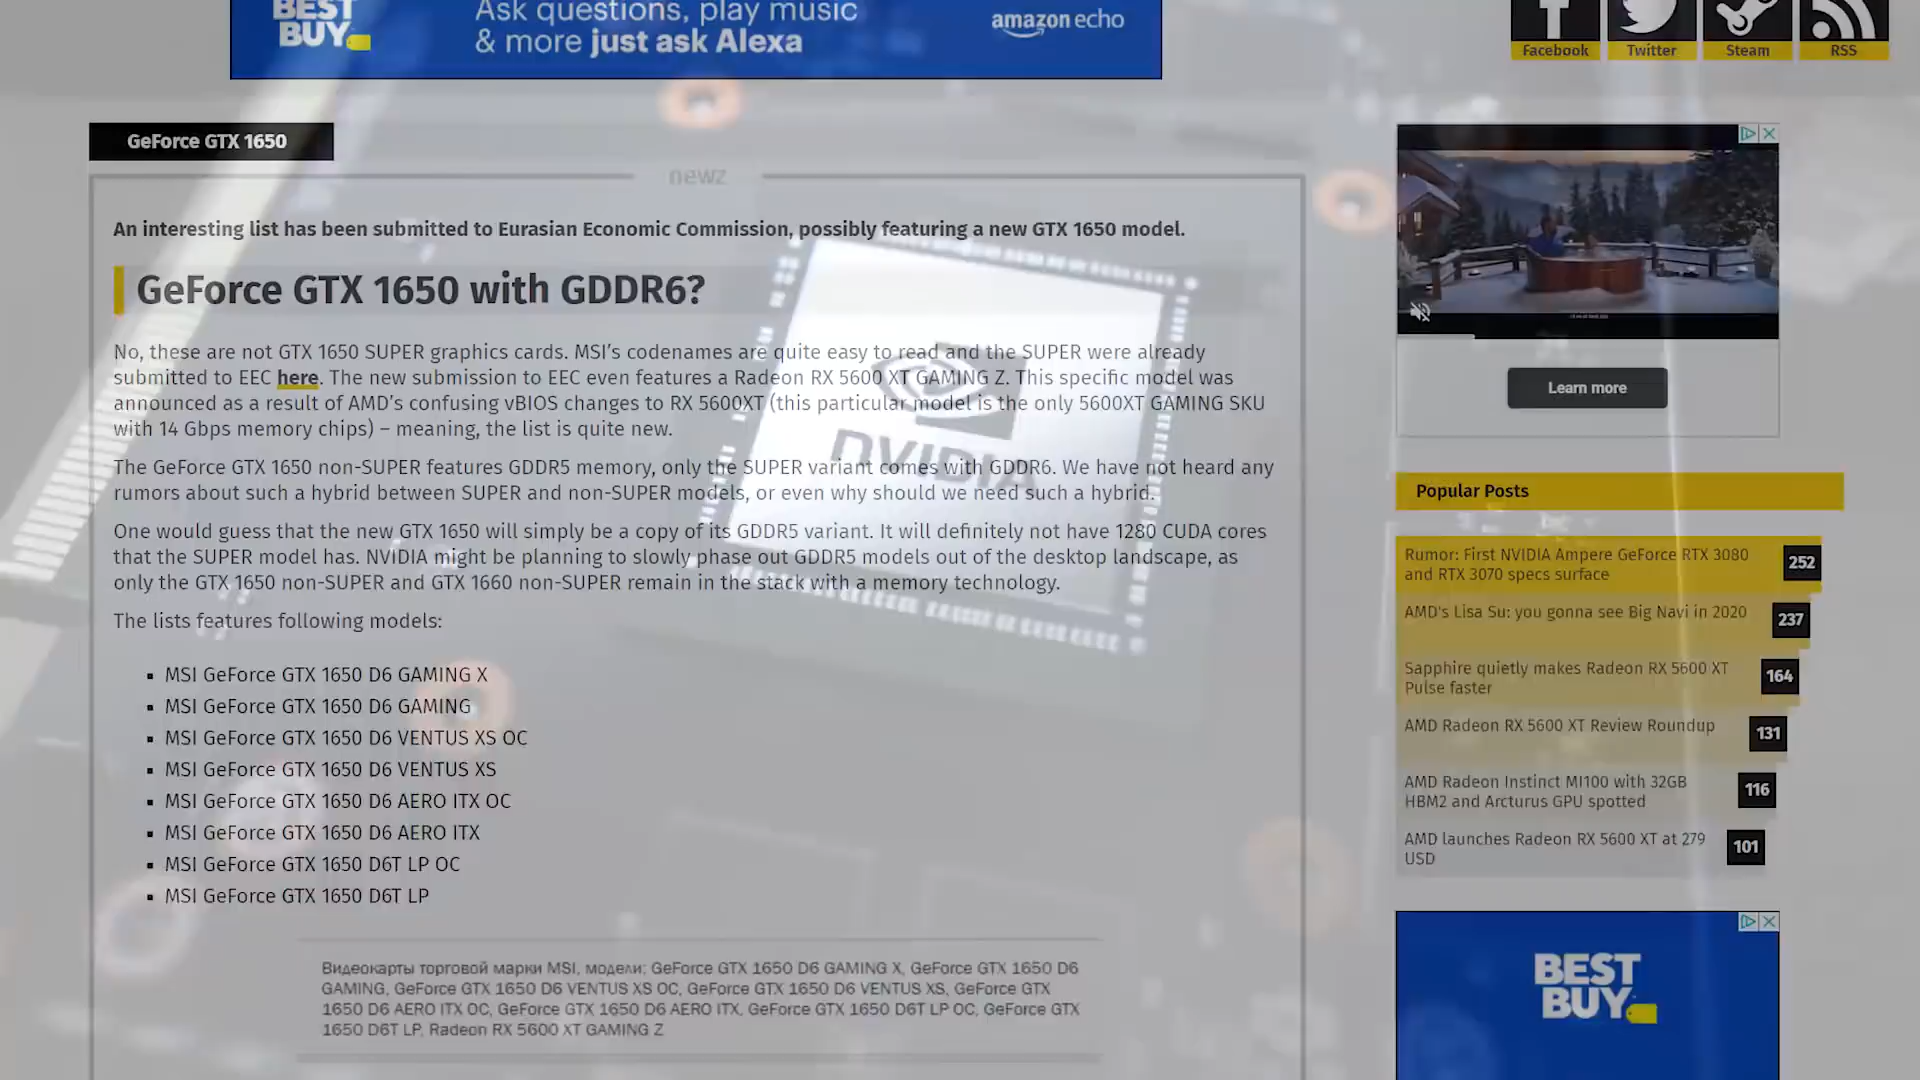 BEST
BUY
Ask questions, play music
& more just ask Alexa
amazon echo
Facebook
Twitter
Steam
RSS
GeForce GTX 1650
newz
An interesting list has been submitted to Eurasian Economic Commission, possibly featuring a new GTX 1650 model.
GeForce GTX 1650 with GDDR6?
No, these are not GTX 1650 SUPER graphics cards. MSI’s codenames are quite easy to read and the SUPER were already
submitted to EEC here. The new submission to EEC even features a Radeon RX 5600 XT GAMING Z. This specific model was
announced as a result of AMD’s confusing vBIOS changes to RX 5600XT (this particular model is the only 5600XT GAMING SKU
with 14 Gbps memory chips) – meaning, the list is quite new.
The GeForce GTX 1650 non-SUPER features GDDR5 memory, only the SUPER variant comes with GDDR6. We have not heard any
rumors about such a hybrid between SUPER and non-SUPER models, or even why should we need such a hybrid.
One would guess that the new GTX 1650 will simply be a copy of its GDDR5 variant. It will definitely not have 1280 CUDA cores
that the SUPER model has. NVIDIA might be planning to slowly phase out GDDR5 models out of the desktop landscape, as
only the GTX 1650 non-SUPER and GTX 1660 non-SUPER remain in the stack with a memory technology.
The lists features following models:
▪ MSI GeForce GTX 1650 D6 GAMING X
▪ MSI GeForce GTX 1650 D6 GAMING
▪ MSI GeForce GTX 1650 D6 VENTUS XS OC
▪ MSI GeForce GTX 1650 D6 VENTUS XS
▪ MSI GeForce GTX 1650 D6 AERO ITX OC
▪ MSI GeForce GTX 1650 D6 AERO ITX
▪ MSI GeForce GTX 1650 D6T LP OC
▪ MSI GeForce GTX 1650 D6T LP
Видеокарты торговой марки MSI, модели: GeForce GTX 1650 D6 GAMING X, GeForce GTX 1650 D6
GAMING, GeForce GTX 1650 D6 VENTUS XS OC, GeForce GTX 1650 D6 VENTUS XS, GeForce GTX
1650 D6 AERO ITX OC, GeForce GTX 1650 D6 AERO ITX, GeForce GTX 1650 D6T LP OC, GeForce GTX
1650 D6T LP, Radeon RX 5600 XT GAMING Z
NVIDIA
Learn more
Popular Posts
Rumor: First NVIDIA Ampere GeForce RTX 3080
and RTX 3070 specs surface
252
AMD's Lisa Su: you gonna see Big Navi in 2020
237
Sapphire quietly makes Radeon RX 5600 XT
Pulse faster
164
AMD Radeon RX 5600 XT Review Roundup
131
AMD Radeon Instinct MI100 with 32GB
HBM2 and Arcturus GPU spotted
116
AMD launches Radeon RX 5600 XT at 279
USD
101
BEST
BUY